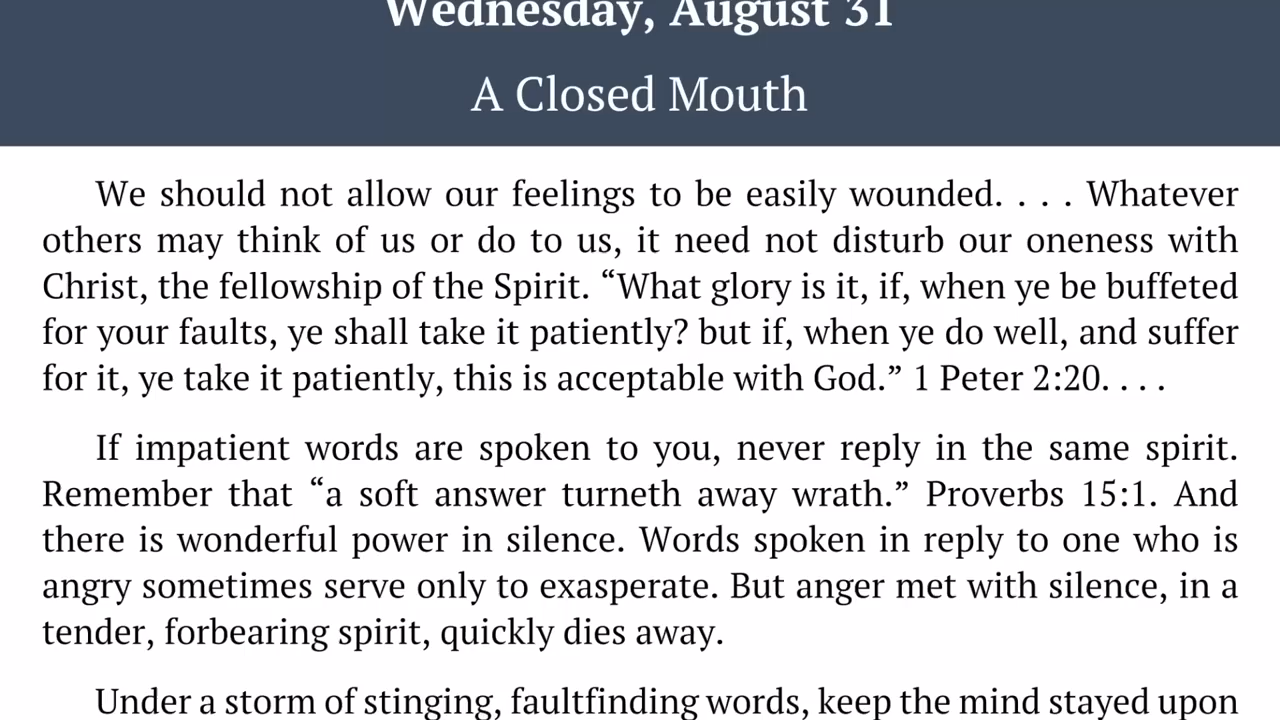 Wednesday, August 31
A Closed Mouth
We should not allow our feelings to be easily wounded. . . . Whatever
others may think of us or do to us, it need not disturb our oneness with
Christ, the fellowship of the Spirit. “What glory is it, if, when ye be buffeted
for your faults, ye shall take it patiently? but if, when ye do well, and suffer
for it, ye take it patiently, this is acceptable with God.” 1 Peter 2:20. . . .
If impatient words are spoken to you, never reply in the same spirit.
Remember that “a soft answer turneth away wrath.” Proverbs 15:1. And
there is wonderful power in silence. Words spoken in reply to one who is
angry sometimes serve only to exasperate. But anger met with silence, in a
tender, forbearing spirit, quickly dies away.
Under a storm of stinging, faultfinding words, keep the mind stayed upon